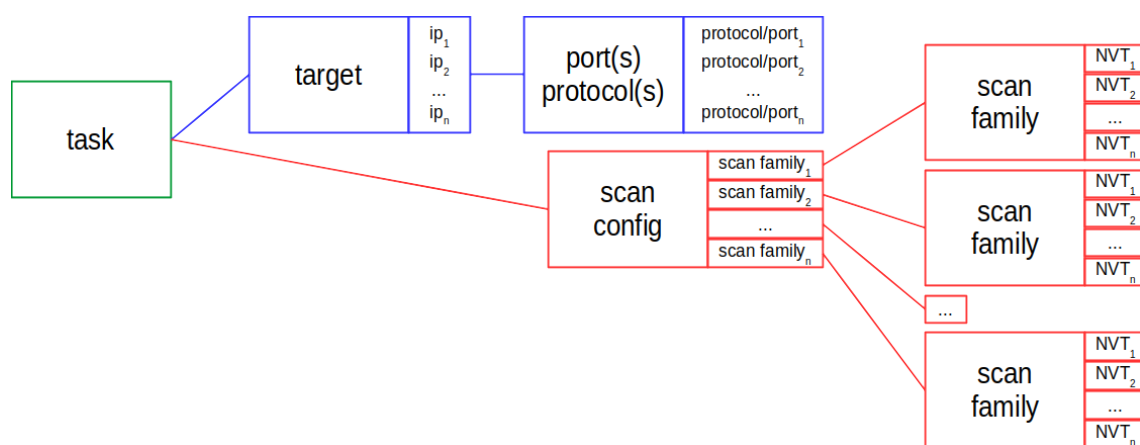 task
target
ip₁
ip₂
...
ipₙ
port(s)
protocol(s)
protocol/port₁
protocol/port₂
...
protocol/portₙ
scan
config
scan family₁
scan family₂
...
scan familyₙ
scan
family
NVT₁
NVT₂
...
NVTₙ
scan
family
NVT₁
NVT₂
...
NVTₙ
...
scan
family
NVT₁
NVT₂
...
NVTₙ